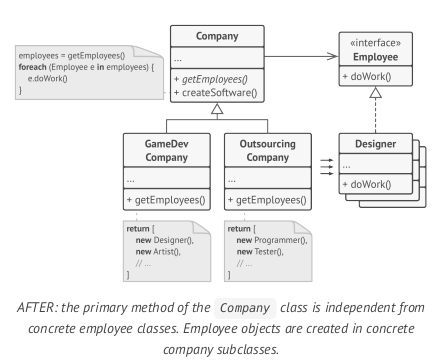 Company
...
+ getEmployees()
+ createSoftware()
employees = getEmployees()
foreach (Employee e in employees) {
e.doWork()
}
«interface»
Employee
+ doWork()
GameDev
Company
...
+ getEmployees()
Outsourcing
Company
...
+ getEmployees()
Designer
...
+ doWork()
return [
new Designer(),
new Artist(),
// ...
]
return [
new Programmer(),
new Tester(),
// ...
]
AFTER: the primary method of the Company class is independent from
concrete employee classes. Employee objects are created in concrete
company subclasses.